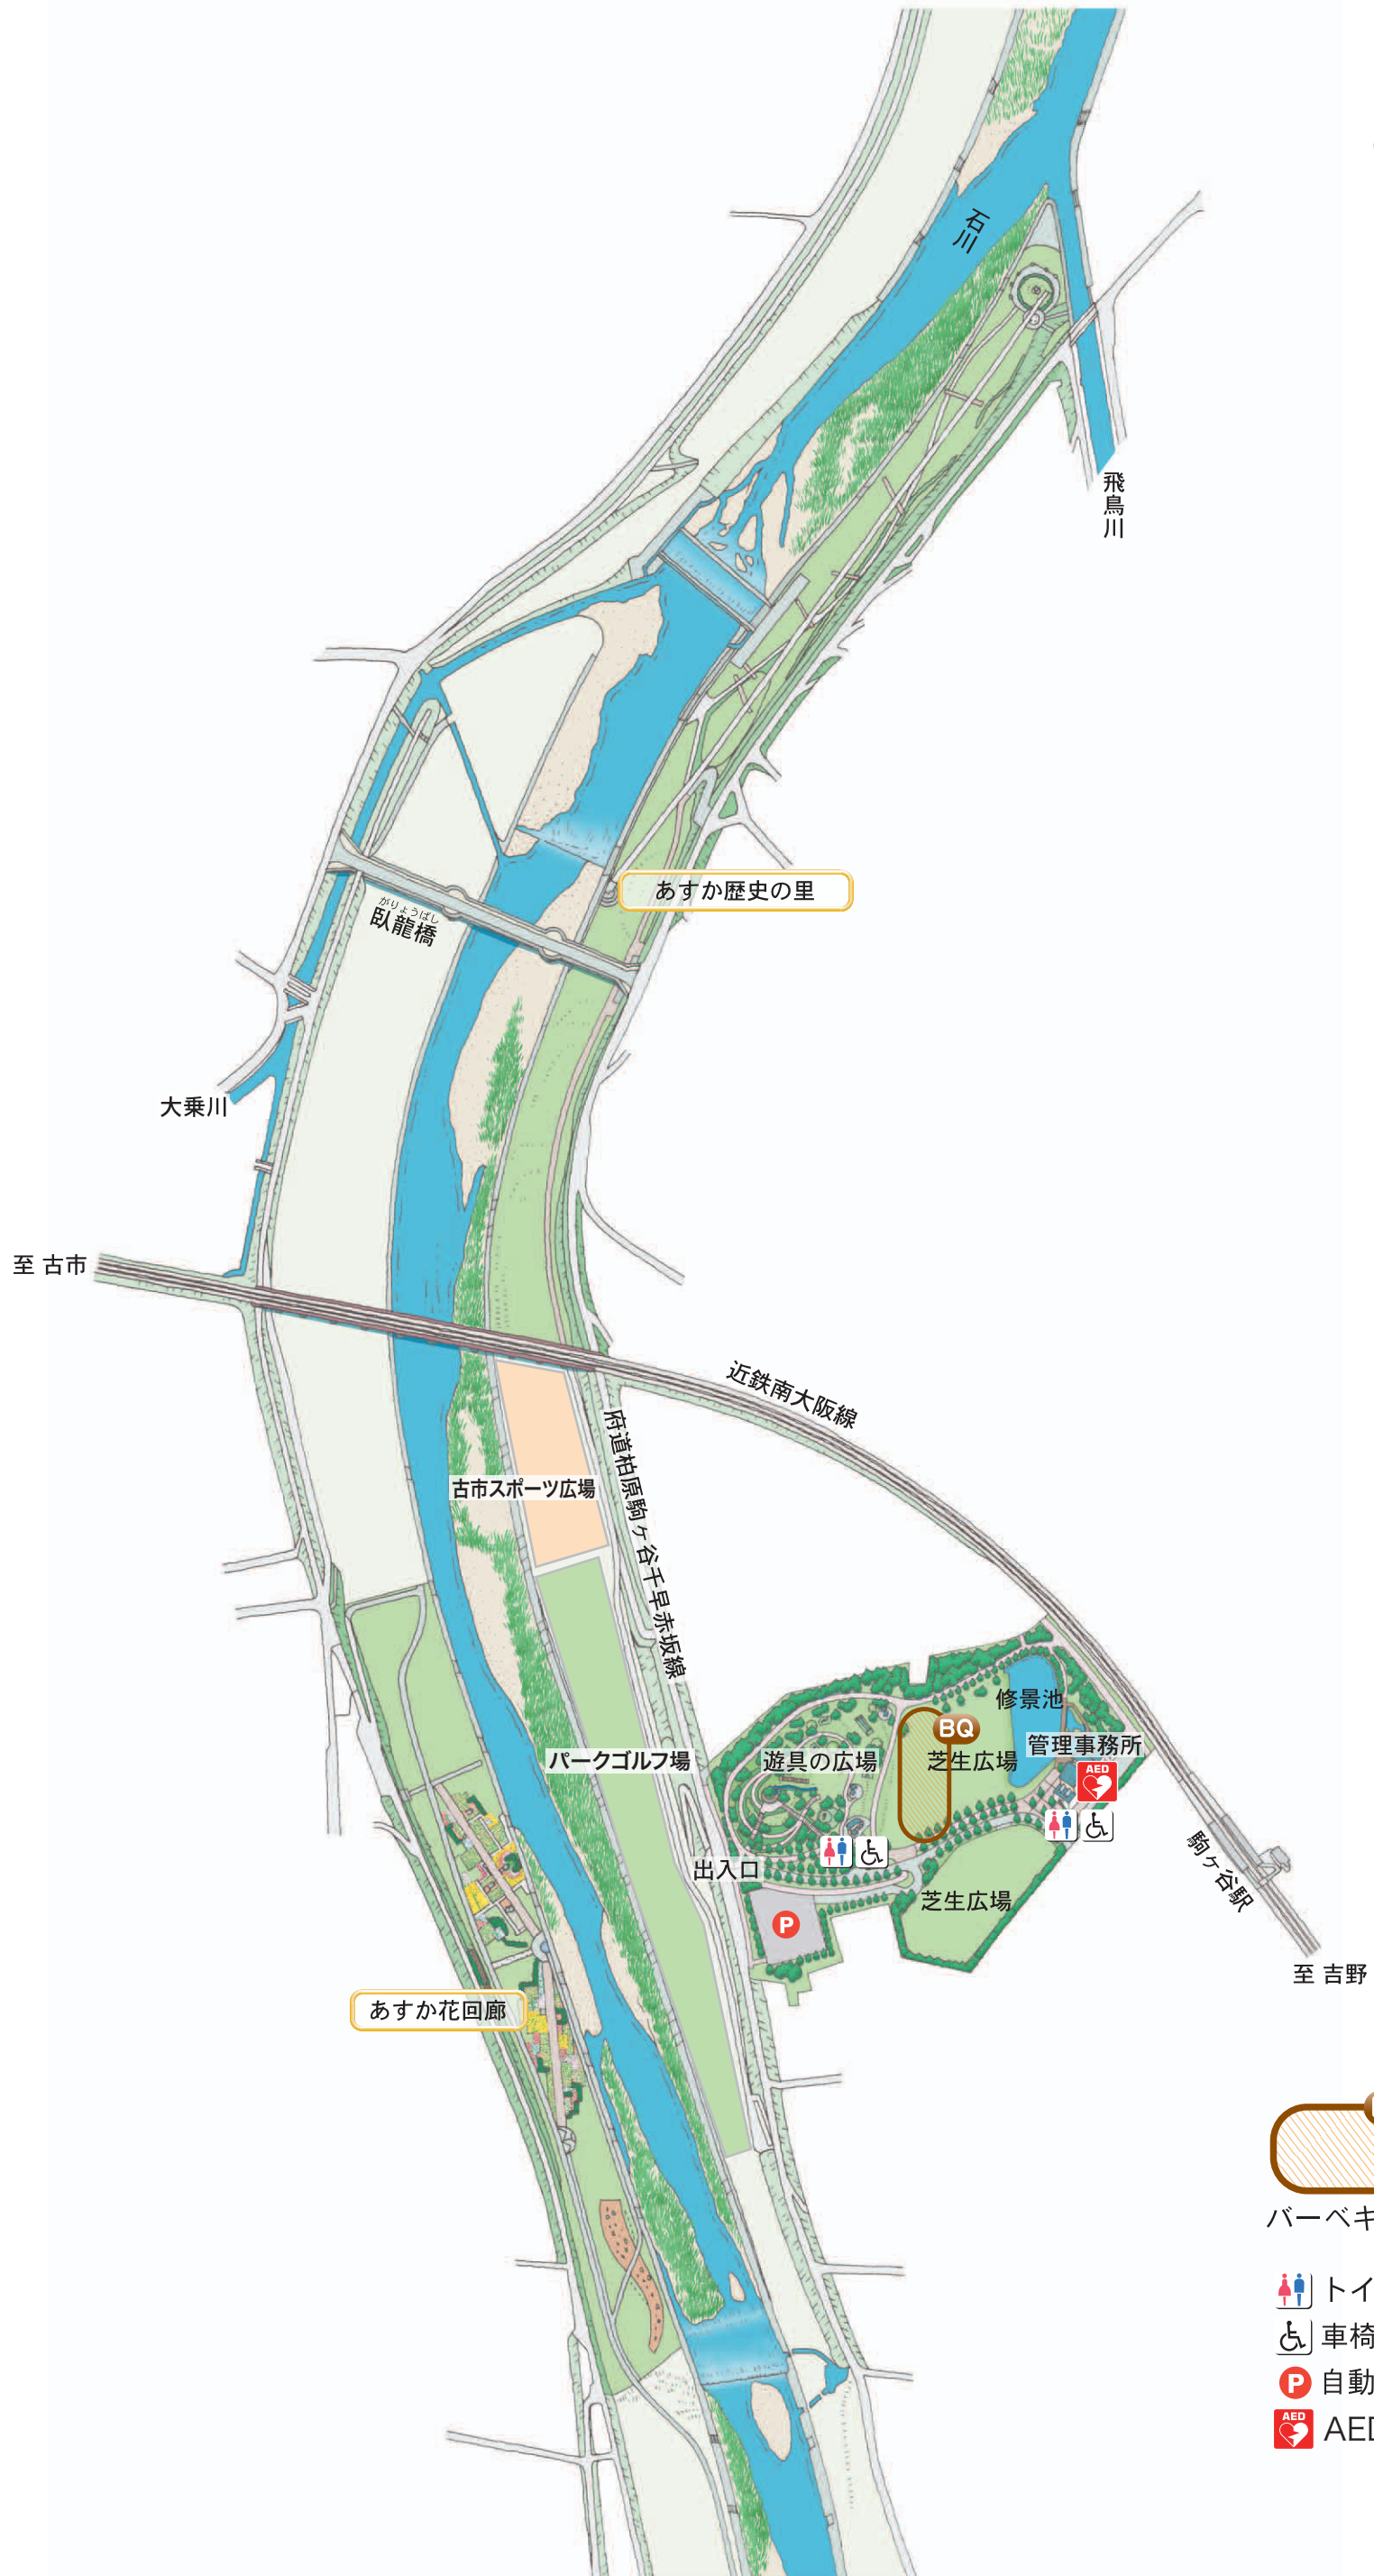 石川
飛鳥川
あすか歴史の里
がりょうばし
臥龍橋
大乗川
至 古市
近鉄南大阪線
府道柏原駒ヶ谷千早赤坂線
古市スポーツ広場
パークゴルフ場
修景池
BQ
管理事務所
遊具の広場
芝生広場
AED
駒ヶ谷駅
出入口
芝生広場
P
至 吉野
あすか花回廊
バーベキ
トイ
車椅
P 自動
AED AED